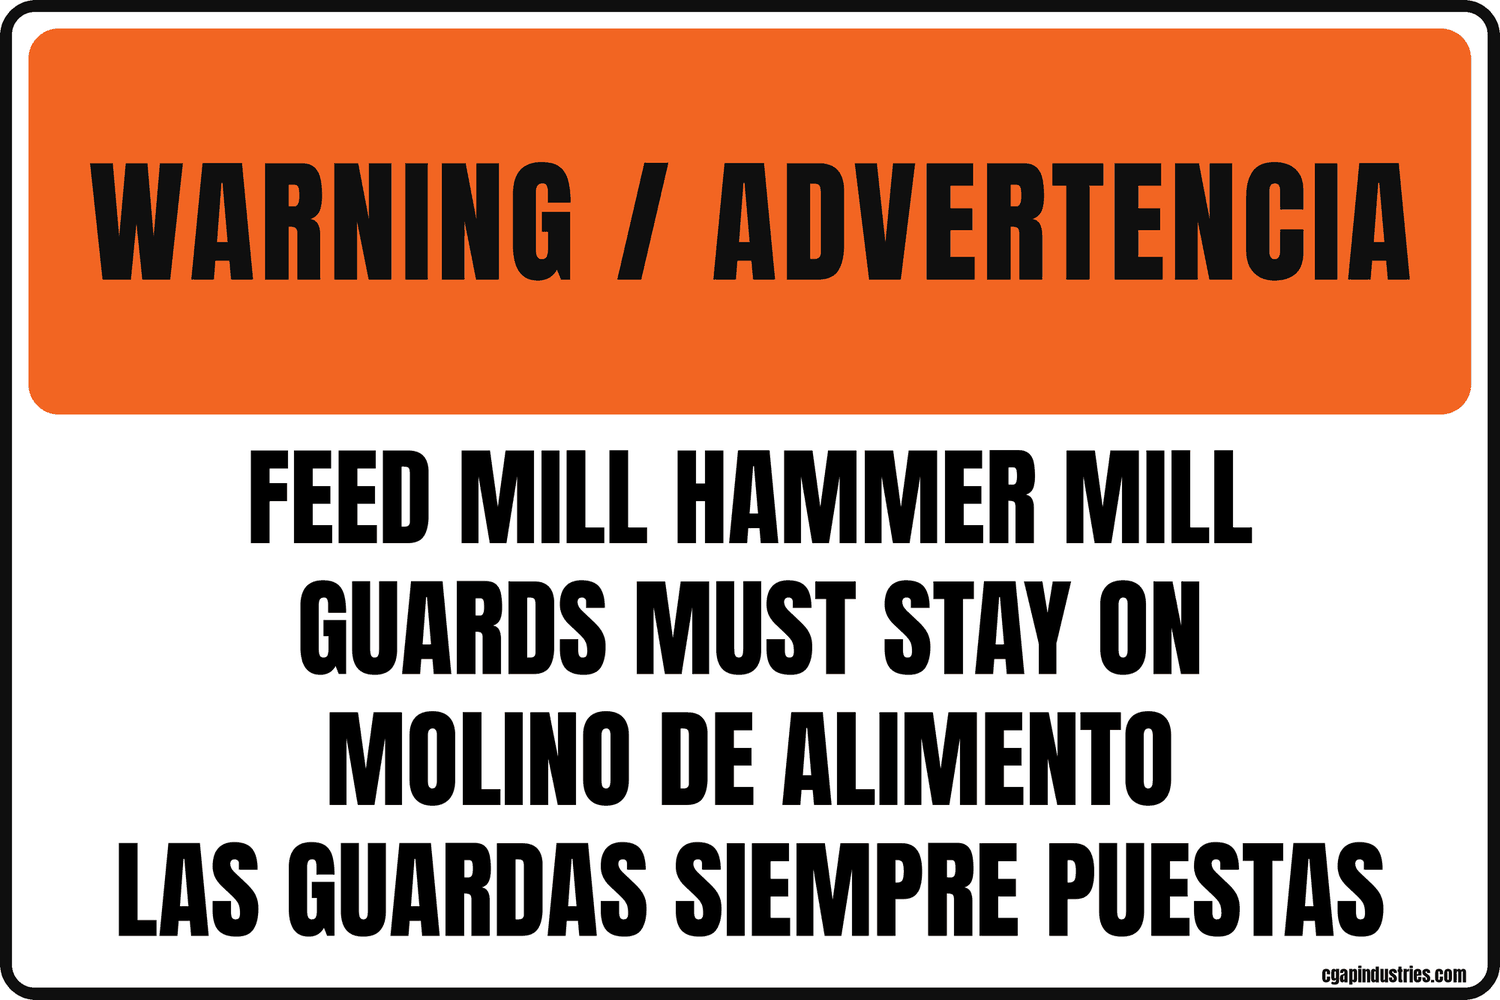 WARNING / ADVERTENCIA
FEED MILL HAMMER MILL
GUARDS MUST STAY ON
MOLINO DE ALIMENTO
LAS GUARDAS SIEMPRE PUESTAS
cgapindustries.com